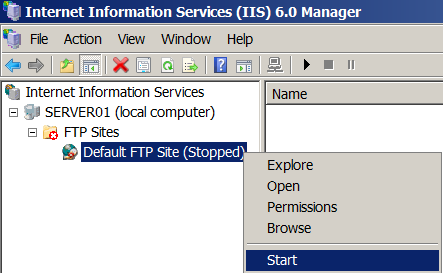 Internet Information Services (IIS) 6.0 Manager
File Action View Window Help
Internet Information Services
Name
SERVER01 (local computer)
FTP Sites
Default FTP Site (Stopped)
Explore
Open
Permissions
Browse
Start